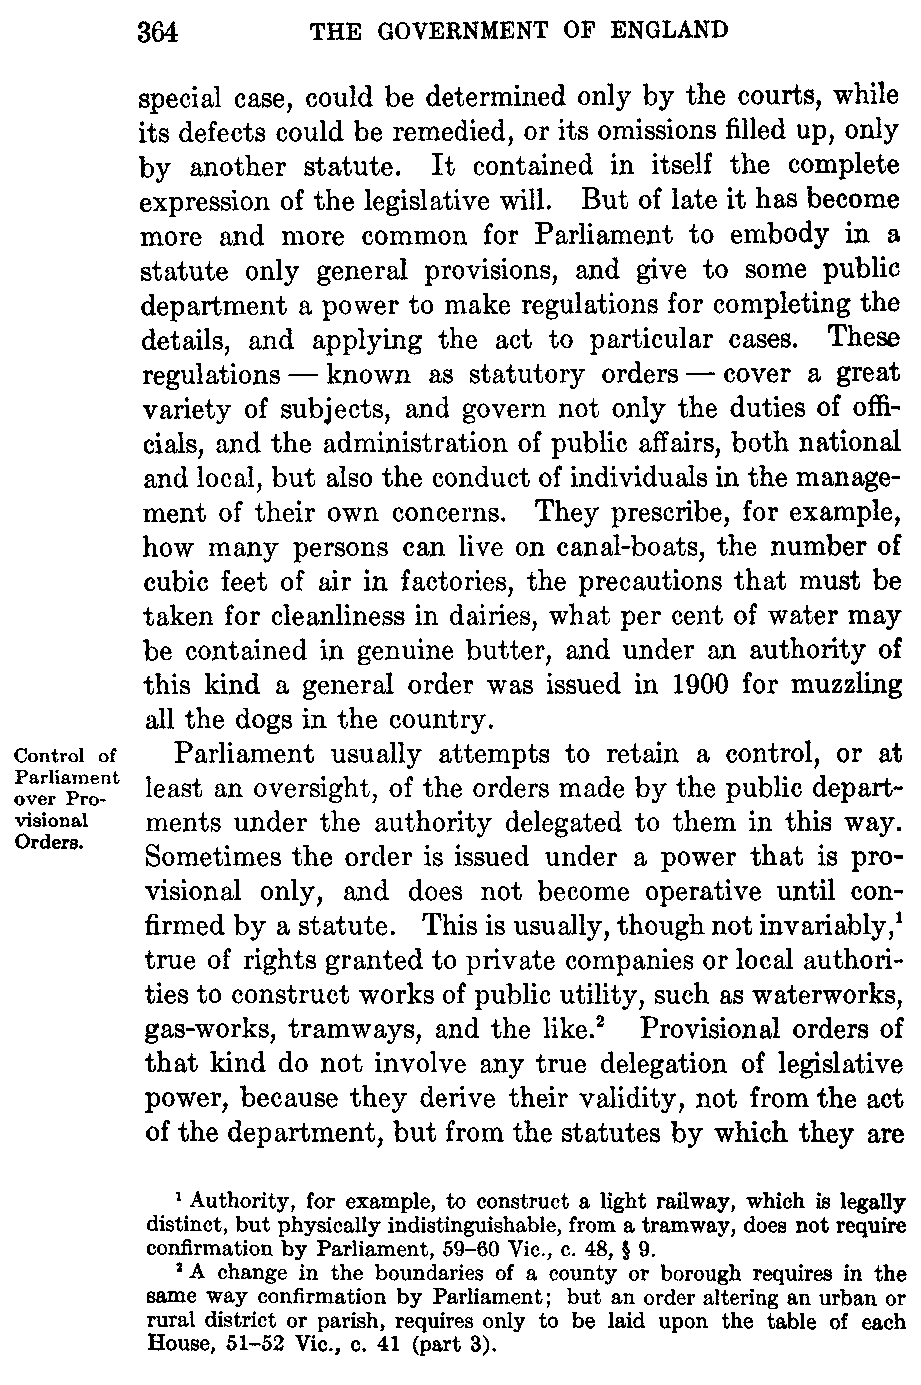 364 THE GOVERNMENT OF ENGLAND
special case, could be determined only by the courts, while
its defects could be remedied, or its omissions filled up, only
by another statute. It contained in itself the complete
expression of the legislative will. But of late it has become
more and more common for Parliament to embody in a
statute only general provisions, and give to some public
department a power to make regulations for completing the
details, and applying the act to particular cases. These
regulations — known as statutory orders — cover a great
variety of subjects, and govern not only the duties of offi-
cials, and the administration of public affairs, both national
and local, but also the conduct of individuals in the manage-
ment of their own concerns. They prescribe, for example,
how many persons can live on canal-boats, the number of
cubic feet of air in factories, the precautions that must be
taken for cleanliness in dairies, what per cent of water may
be contained in genuine butter, and under an authority of
this kind a general order was issued in 1900 for muzzling
all the dogs in the country.
Control of
Parliament
over Pro-
visional
Orders.
Parliament usually attempts to retain a control, or at
least an oversight, of the orders made by the public depart-
ments under the authority delegated to them in this way.
Sometimes the order is issued under a power that is pro-
visional only, and does not become operative until con-
firmed by a statute. This is usually, though not invariably,¹
true of rights granted to private companies or local authori-
ties to construct works of public utility, such as waterworks,
gas-works, tramways, and the like.² Provisional orders of
that kind do not involve any true delegation of legislative
power, because they derive their validity, not from the act
of the department, but from the statutes by which they are
¹ Authority, for example, to construct a light railway, which is legally
distinct, but physically indistinguishable, from a tramway, does not require
confirmation by Parliament, 59–60 Vic., c. 48, § 9.
² A change in the boundaries of a county or borough requires in the
same way confirmation by Parliament; but an order altering an urban or
rural district or parish, requires only to be laid upon the table of each
House, 51–52 Vic., c. 41 (part 3).